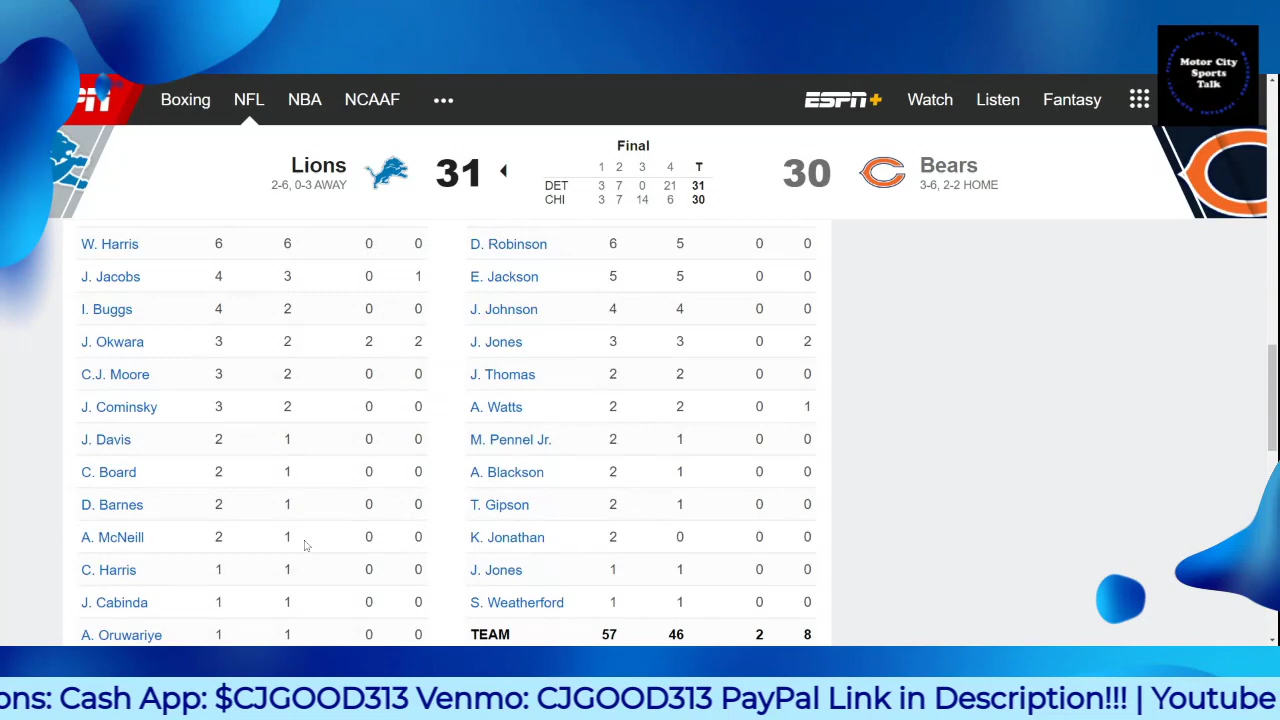 Motor City
Sports
Talk
Boxing NFL NBA NCAAF ••• ESPN+ Watch Listen Fantasy
Lions
2-6, 0-3 AWAY
31
Final
1 2 3 4 T
DET 3 7 0 21 31
CHI 3 7 14 6 30
30
Bears
3-6, 2-2 HOME
W. Harris 6 6 0 0 D. Robinson 6 5 0 0
J. Jacobs 4 3 0 1 E. Jackson 5 5 0 0
I. Buggs 4 2 0 0 J. Johnson 4 4 0 0
J. Okwara 3 2 2 2 J. Jones 3 3 0 2
C.J. Moore 3 2 0 0 J. Thomas 2 2 0 0
J. Cominsky 3 2 0 0 A. Watts 2 2 0 1
J. Davis 2 1 0 0 M. Pennel Jr. 2 1 0 0
C. Board 2 1 0 0 A. Blackson 2 1 0 0
D. Barnes 2 1 0 0 T. Gipson 2 1 0 0
A. McNeill 2 1 0 0 K. Jonathan 2 0 0 0
C. Harris 1 1 0 0 J. Jones 1 1 0 0
J. Cabinda 1 1 0 0 S. Weatherford 1 1 0 0
A. Oruwariye 1 1 0 0 TEAM 57 46 2 8
ons: Cash App: $CJGOOD313 Venmo: CJGOOD313 PayPal Link in Description!!! | Youtube